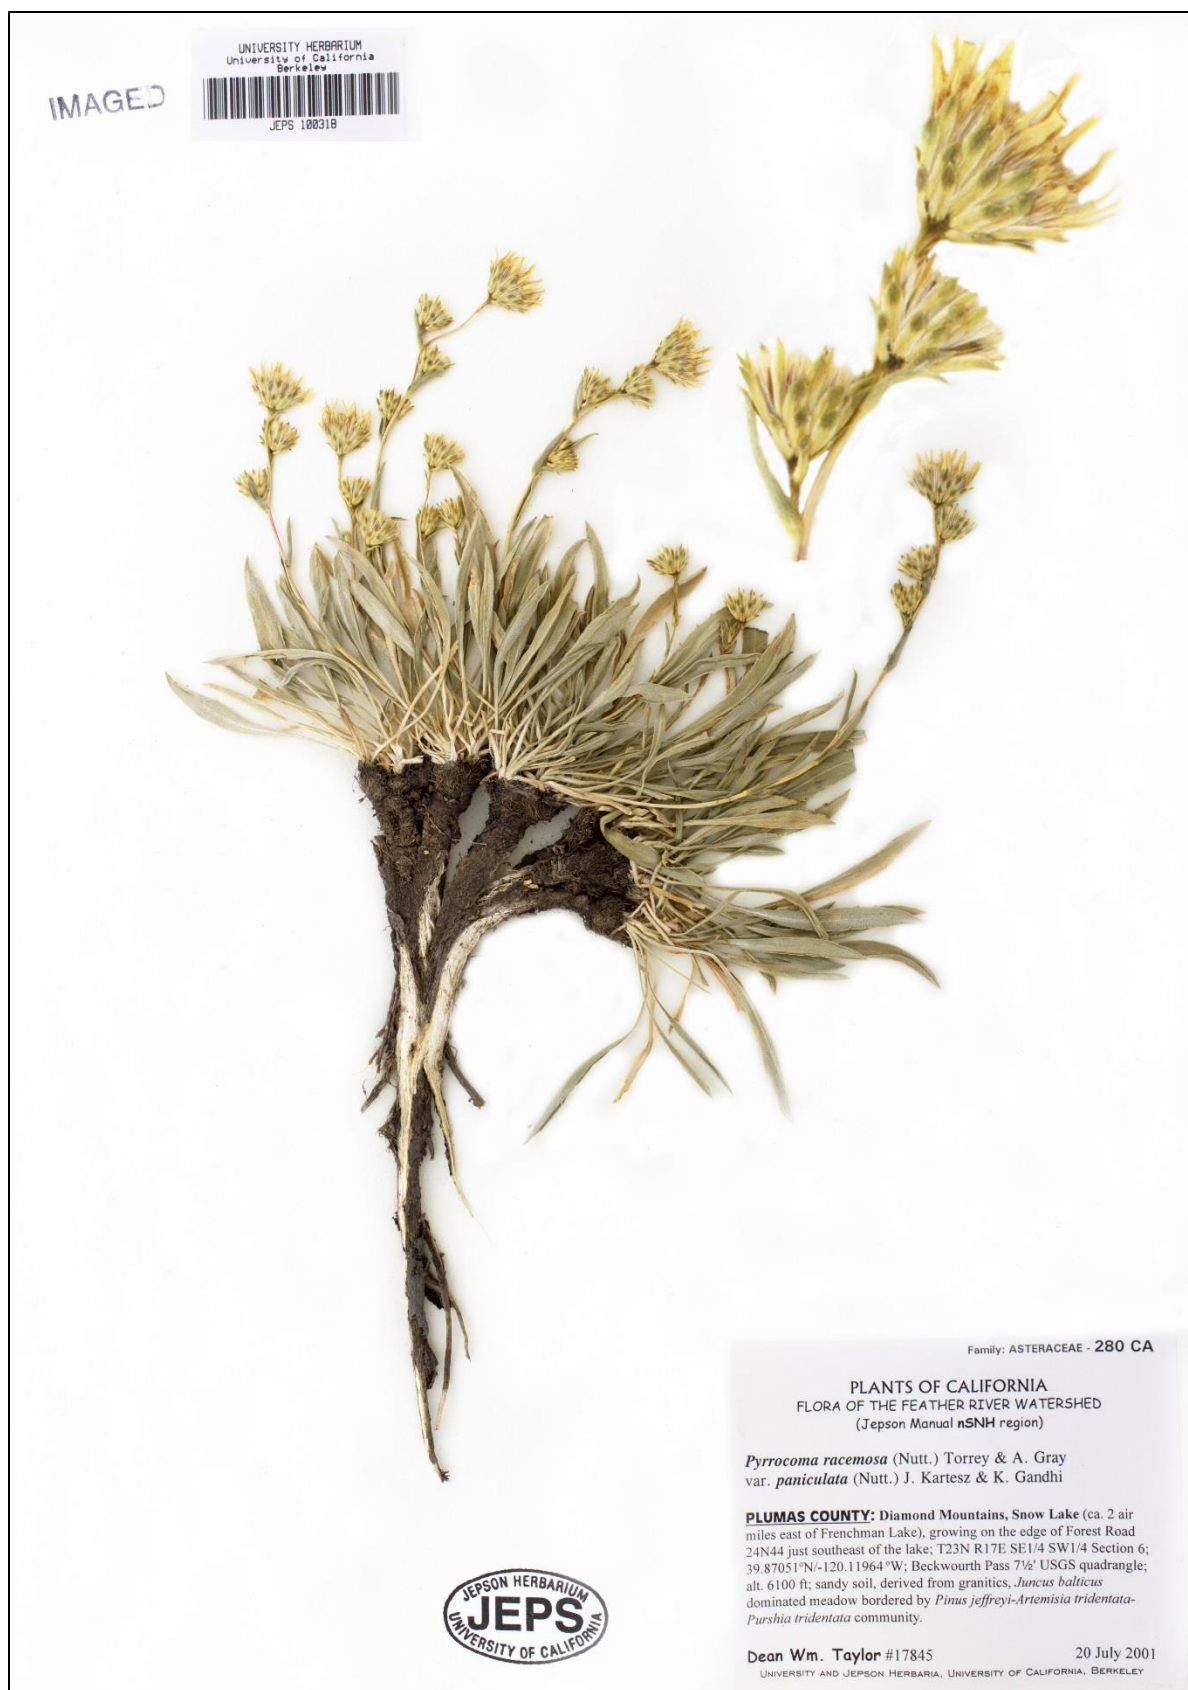 UNIVERSITY HERBARIUM
University of California
Berkeley
JEPS 100318
IMAGED
Family: ASTERACEAE - 280 CA
PLANTS OF CALIFORNIA
FLORA OF THE FEATHER RIVER WATERSHED
(Jepson Manual nSNH region)
Pyrrocoma racemosa (Nutt.) Torrey & A. Gray
var. paniculata (Nutt.) J. Kartesz & K. Gandhi
PLUMAS COUNTY: Diamond Mountains, Snow Lake (ca. 2 air
miles east of Frenchman Lake), growing on the edge of Forest Road
24N44 just southeast of the lake; T23N R17E SE1/4 SW1/4 Section 6;
39.87051°N/-120.11964°W; Beckwourth Pass 7½' USGS quadrangle;
alt. 6100 ft; sandy soil, derived from granitics, Juncus balticus
dominated meadow bordered by Pinus jeffreyi-Artemisia tridentata-
Purshia tridentata community.
Dean Wm. Taylor #17845 20 July 2001
UNIVERSITY AND JEPSON HERBARIA, UNIVERSITY OF CALIFORNIA, BERKELEY
JEPSON HERBARIUM
JEPS
UNIVERSITY OF CALIFORNIA